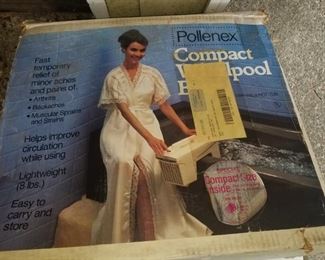 Pollenex
Compact
Fast
temporary
relief of
minor aches
and pains of:
• Arthritis
• Backaches
• Muscular Sprains
and Strains
Helps improve
circulation
while using
Lightweight
(8 lbs.)
Easy to
carry and
store
Compact Size
Inside